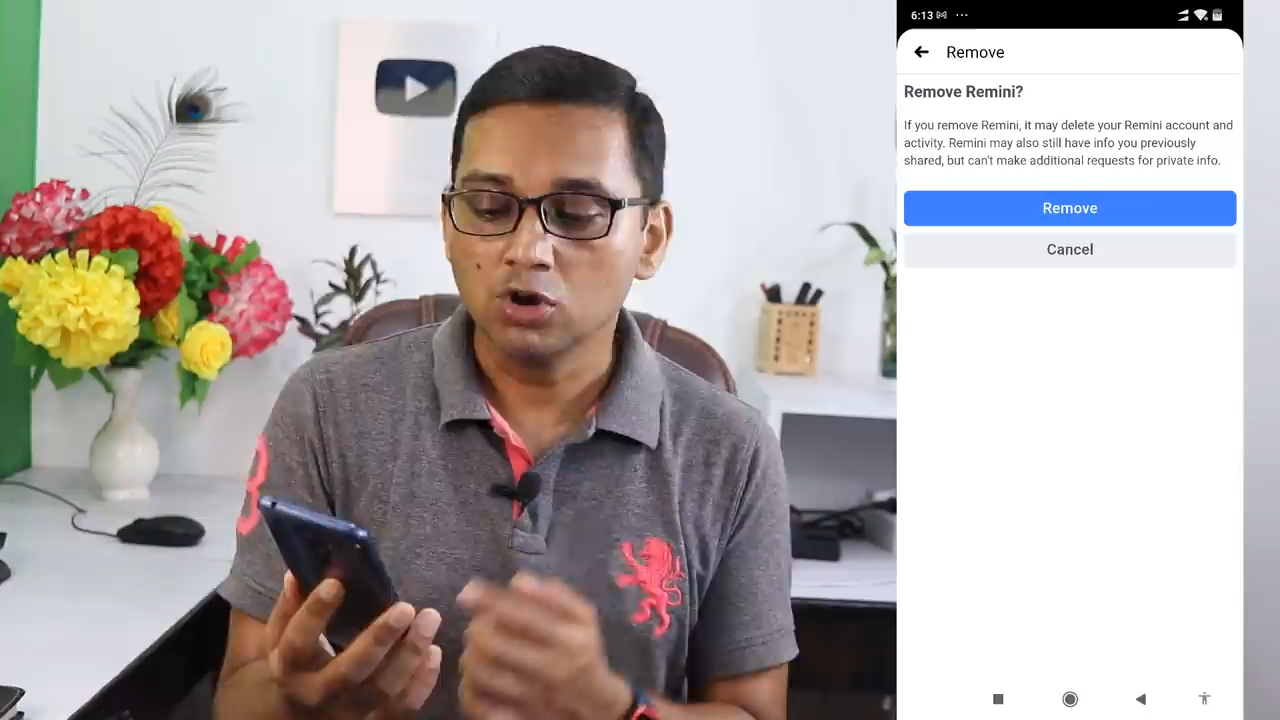 6:13
Remove
Remove Remini?
If you remove Remini, it may delete your Remini account and
activity. Remini may also still have info you previously
shared, but can't make additional requests for private info.
Remove
Cancel
3